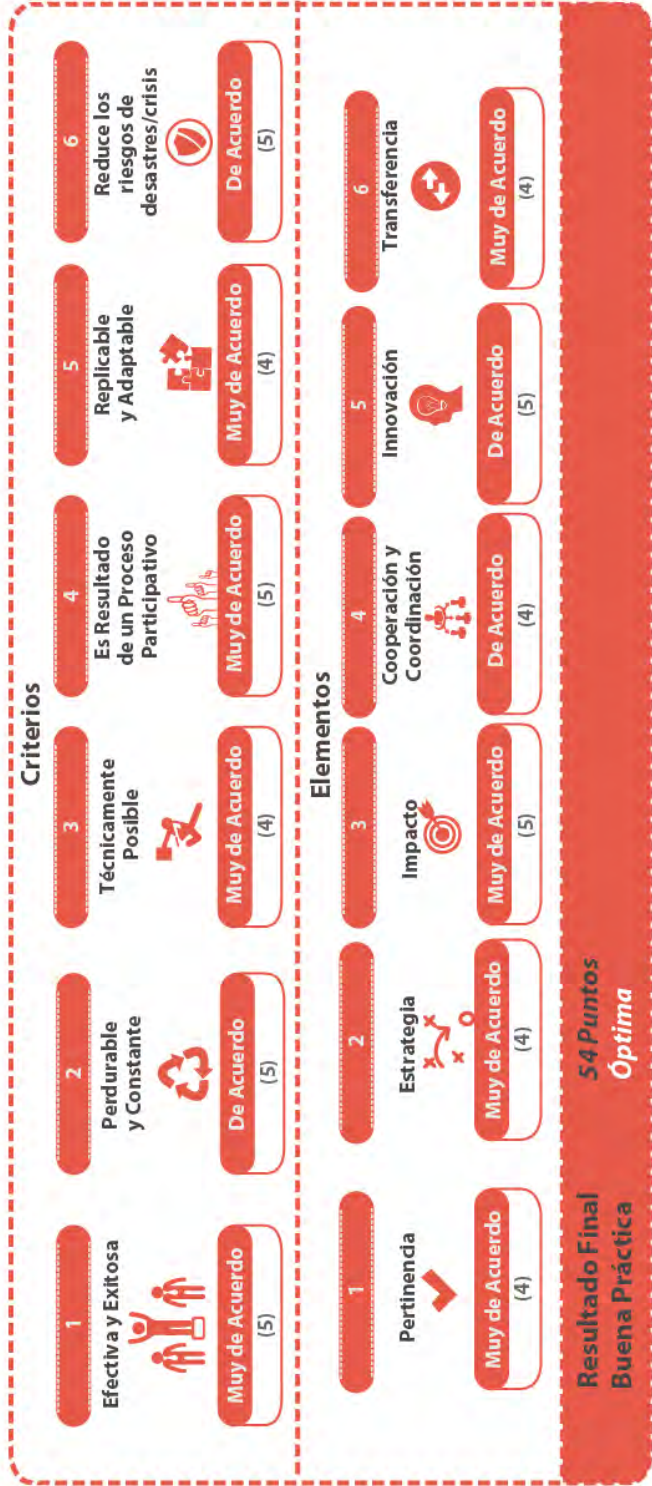 Criterios
1
Efectiva y Exitosa
Muy de Acuerdo
(5)
2
Perdurable
y Constante
De Acuerdo
(5)
3
Técnicamente
Posible
Muy de Acuerdo
(4)
4
Es Resultado
de un Proceso
Participativo
Muy de Acuerdo
(5)
5
Replicable
y Adaptable
Muy de Acuerdo
(4)
6
Reduce los
riesgos de
desastres/crisis
De Acuerdo
(5)
Elementos
1
Pertinencia
Muy de Acuerdo
(4)
2
Estrategia
Muy de Acuerdo
(4)
3
Impacto
Muy de Acuerdo
(5)
4
Cooperación y
Coordinación
De Acuerdo
(4)
5
Innovación
De Acuerdo
(5)
6
Transferencia
Muy de Acuerdo
(4)
Resultado Final 54 Puntos
Buena Práctica Óptima